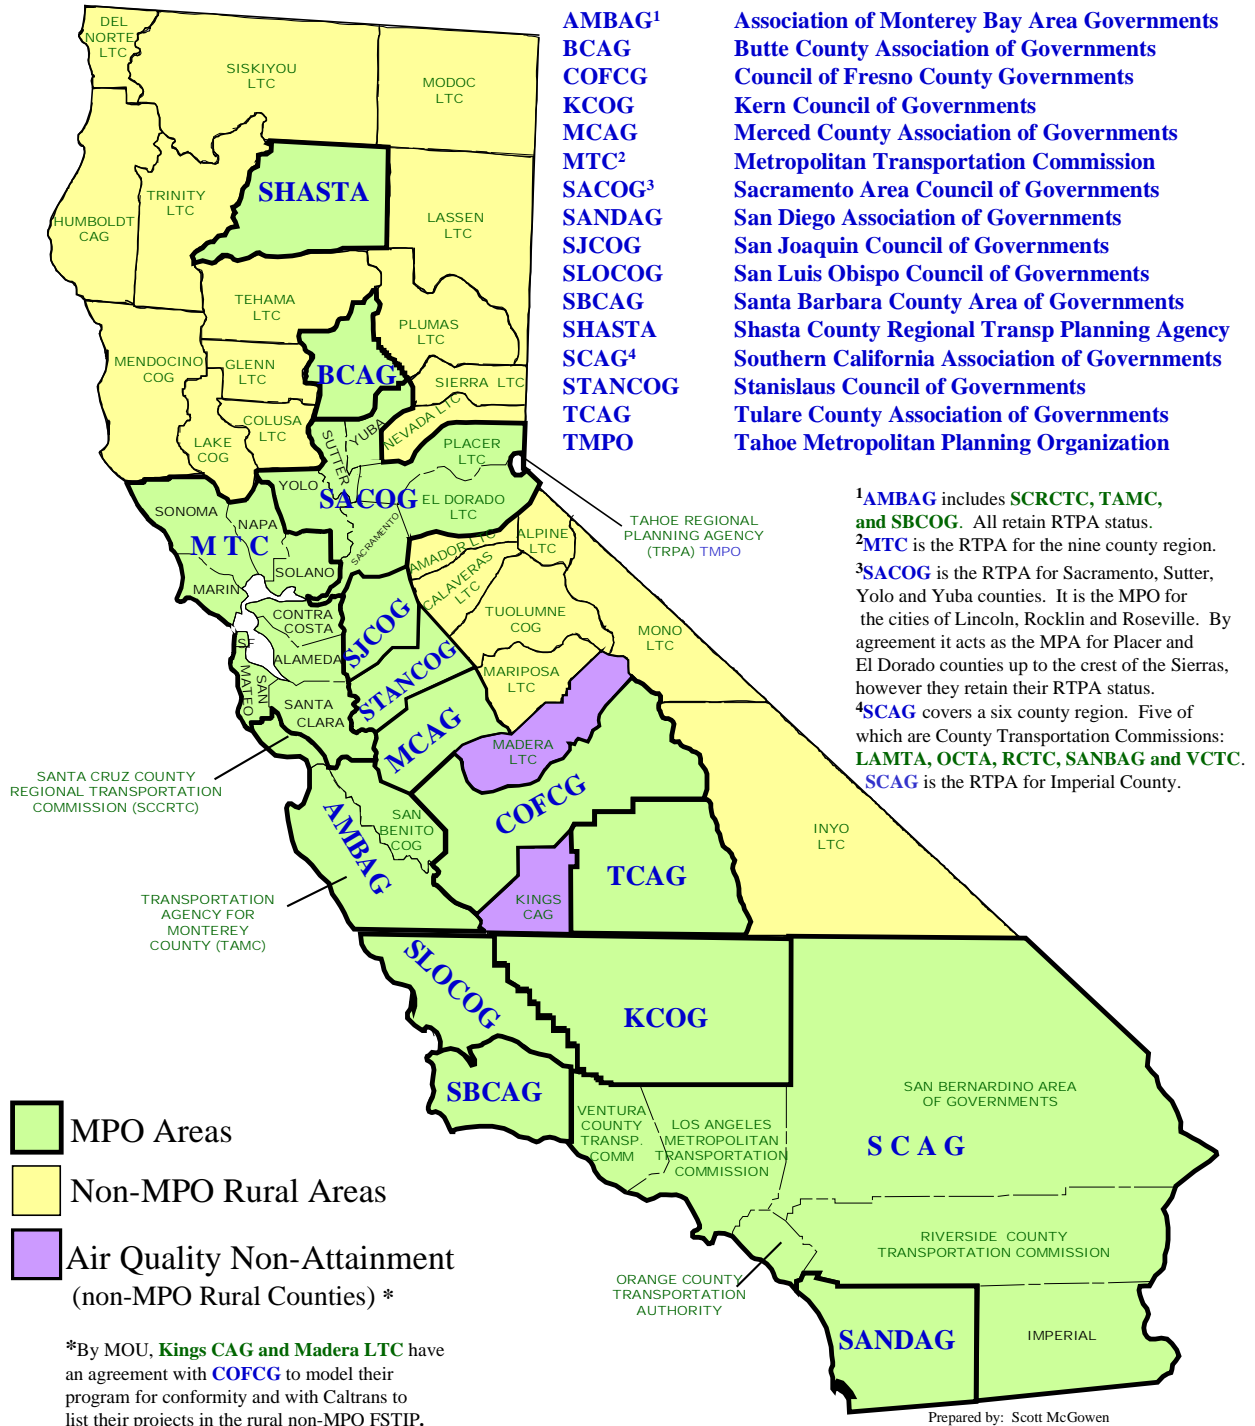 AMBAG1 Association of Monterey Bay Area Governments
BCAG Butte County Association of Governments
COFCG Council of Fresno County Governments
KCOG Kern Council of Governments
MCAG Merced County Association of Governments
MTC2 Metropolitan Transportation Commission
SACOG3 Sacramento Area Council of Governments
SANDAG San Diego Association of Governments
SJCOG San Joaquin Council of Governments
SLOCOG San Luis Obispo Council of Governments
SBCAG Santa Barbara County Area of Governments
SHASTA Shasta County Regional Transp Planning Agency
SCAG4 Southern California Association of Governments
STANCOG Stanislaus Council of Governments
TCAG Tulare County Association of Governments
TMPO Tahoe Metropolitan Planning Organization
1AMBAG includes SCRCTC, TAMC,
and SBCOG. All retain RTPA status.
2MTC is the RTPA for the nine county region.
3SACOG is the RTPA for Sacramento, Sutter,
Yolo and Yuba counties. It is the MPO for
the cities of Lincoln, Rocklin and Roseville. By
agreement it acts as the MPA for Placer and
El Dorado counties up to the crest of the Sierras,
however they retain their RTPA status.
4SCAG covers a six county region. Five of
which are County Transportation Commissions:
LAMTA, OCTA, RCTC, SANBAG and VCTC.
SCAG is the RTPA for Imperial County.
DEL
NORTE
LTC
SISKIYOU
LTC
MODOC
LTC
SHASTA
TRINITY
LTC
HUMBOLDT
CAG
LASSEN
LTC
TEHAMA
LTC
PLUMAS
LTC
MENDOCINO
COG
GLENN
LTC
BCAG
SIERRA LTC
COLUSA
LTC
LAKE
COG
SUTTER
YUBA
NEVADA LTC
PLACER
LTC
YOLO
SACOG
EL DORADO
LTC
SACRAMENTO
SONOMA
NAPA
M T C
SOLANO
MARIN
CONTRA
COSTA
SF
ALAMEDA
SAN
MATEO
SANTA
CLARA
TAHOE REGIONAL
PLANNING AGENCY
(TRPA) TMPO
AMADOR LTC
ALPINE
LTC
CALAVERAS
LTC
TUOLUMNE
COG
MONO
LTC
MARIPOSA
LTC
SJCOG
STANCOG
MCAG
MADERA
LTC
SANTA CRUZ COUNTY
REGIONAL TRANSPORTATION
COMMISSION (SCCRTC)
AMBAG
SAN
BENITO
COG
COFCG
INYO
LTC
TCAG
KINGS
CAG
TRANSPORTATION
AGENCY FOR
MONTEREY
COUNTY (TAMC)
SLOCOG
KCOG
SBCAG
VENTURA
COUNTY
TRANSP.
COMM
LOS ANGELES
METROPOLITAN
TRANSPORTATION
COMMISSION
SAN BERNARDINO AREA
OF GOVERNMENTS
S C A G
RIVERSIDE COUNTY
TRANSPORTATION COMMISSION
ORANGE COUNTY
TRANSPORTATION
AUTHORITY
SANDAG
IMPERIAL
MPO Areas
Non-MPO Rural Areas
Air Quality Non-Attainment
(non-MPO Rural Counties) *
*By MOU, Kings CAG and Madera LTC have
an agreement with COFCG to model their
program for conformity and with Caltrans to
list their projects in the rural non-MPO FSTIP.
Prepared by: Scott McGowen